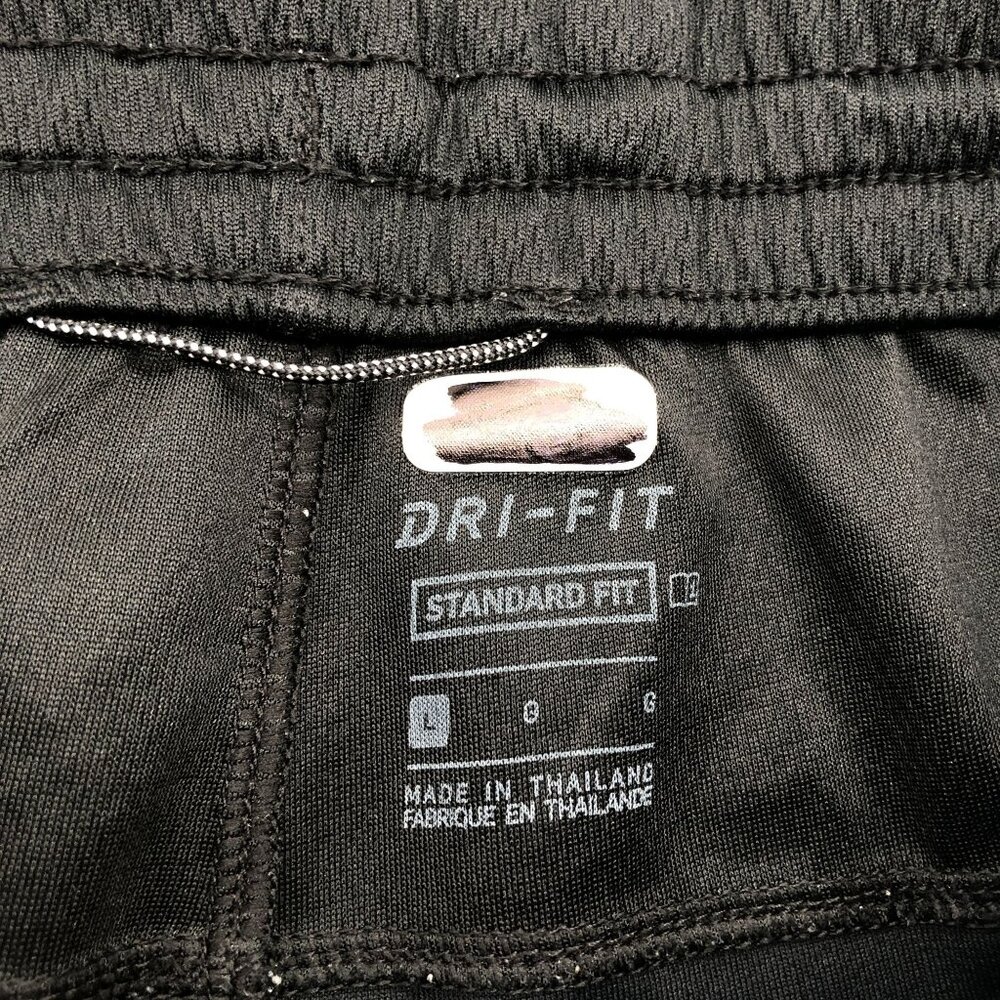 DRI-FIT
STANDARD FIT
L G G
MADE IN THAILAND
FABRIQUE EN THAILANDE